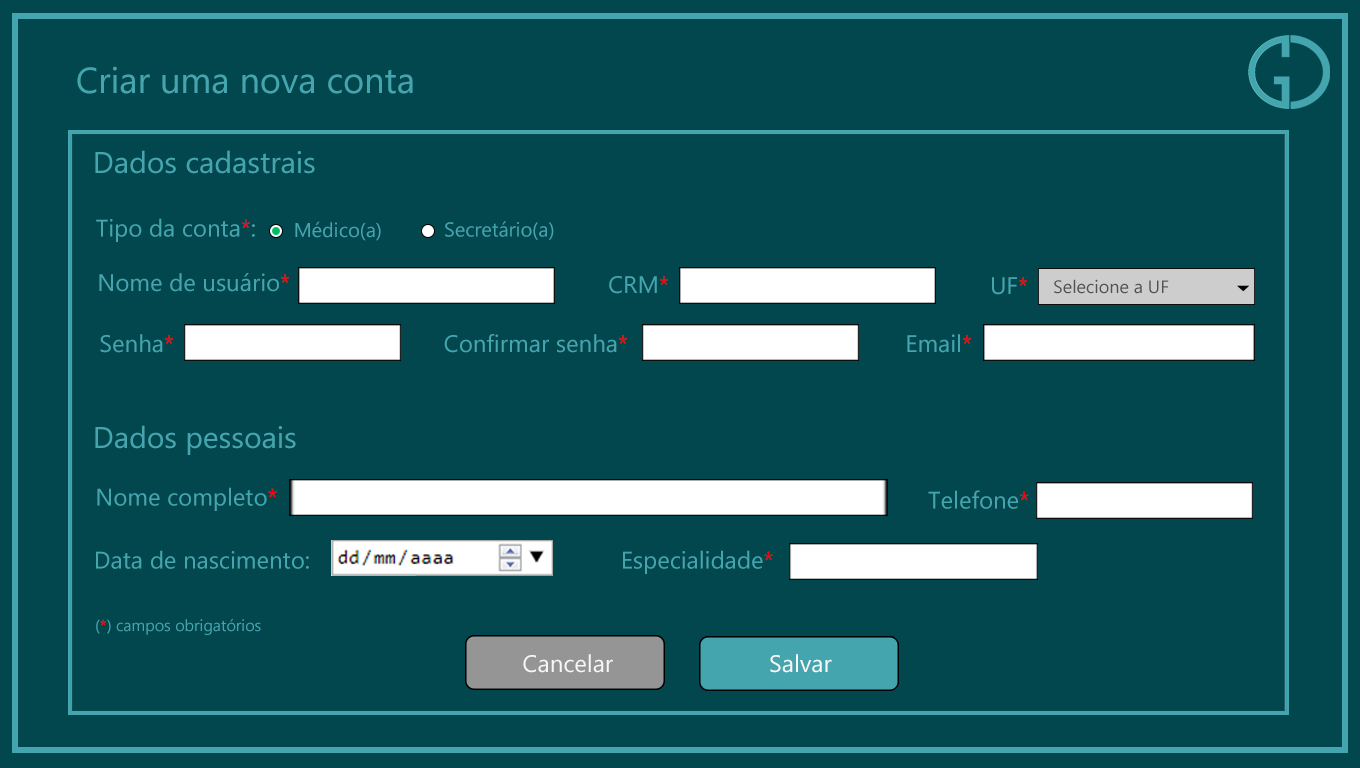 Criar uma nova conta
Dados cadastrais
Tipo da conta*: Médico(a) Secretário(a)
Nome de usuário* CRM* UF* Selecione a UF
Senha* Confirmar senha* Email*
Dados pessoais
Nome completo* Telefone*
Data de nascimento: dd/mm/aaaa Especialidade*
(*) campos obrigatórios
Cancelar Salvar